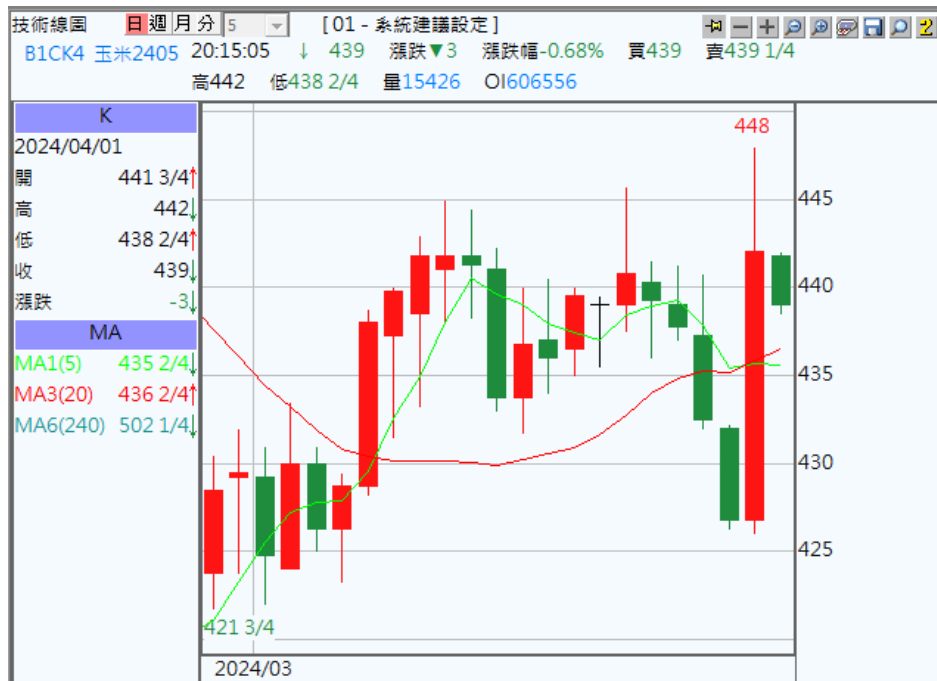 技術線圖 日 週 月 分 5 [ 01 - 系統建議設定 ]
B1CK4 玉米2405 20:15:05 ↓ 439 漲跌▼3 漲跌幅-0.68% 買439 賣439 1/4
高442 低438 2/4 量15426 OI606556
K
2024/04/01
開 441 3/4↑
高 442↓
低 438 2/4↑
收 439↓
漲跌 -3↓
MA
MA1(5) 435 2/4↓
MA3(20) 436 2/4↑
MA6(240) 502 1/4↓
448
445
440
435
430
425
421 3/4
2024/03